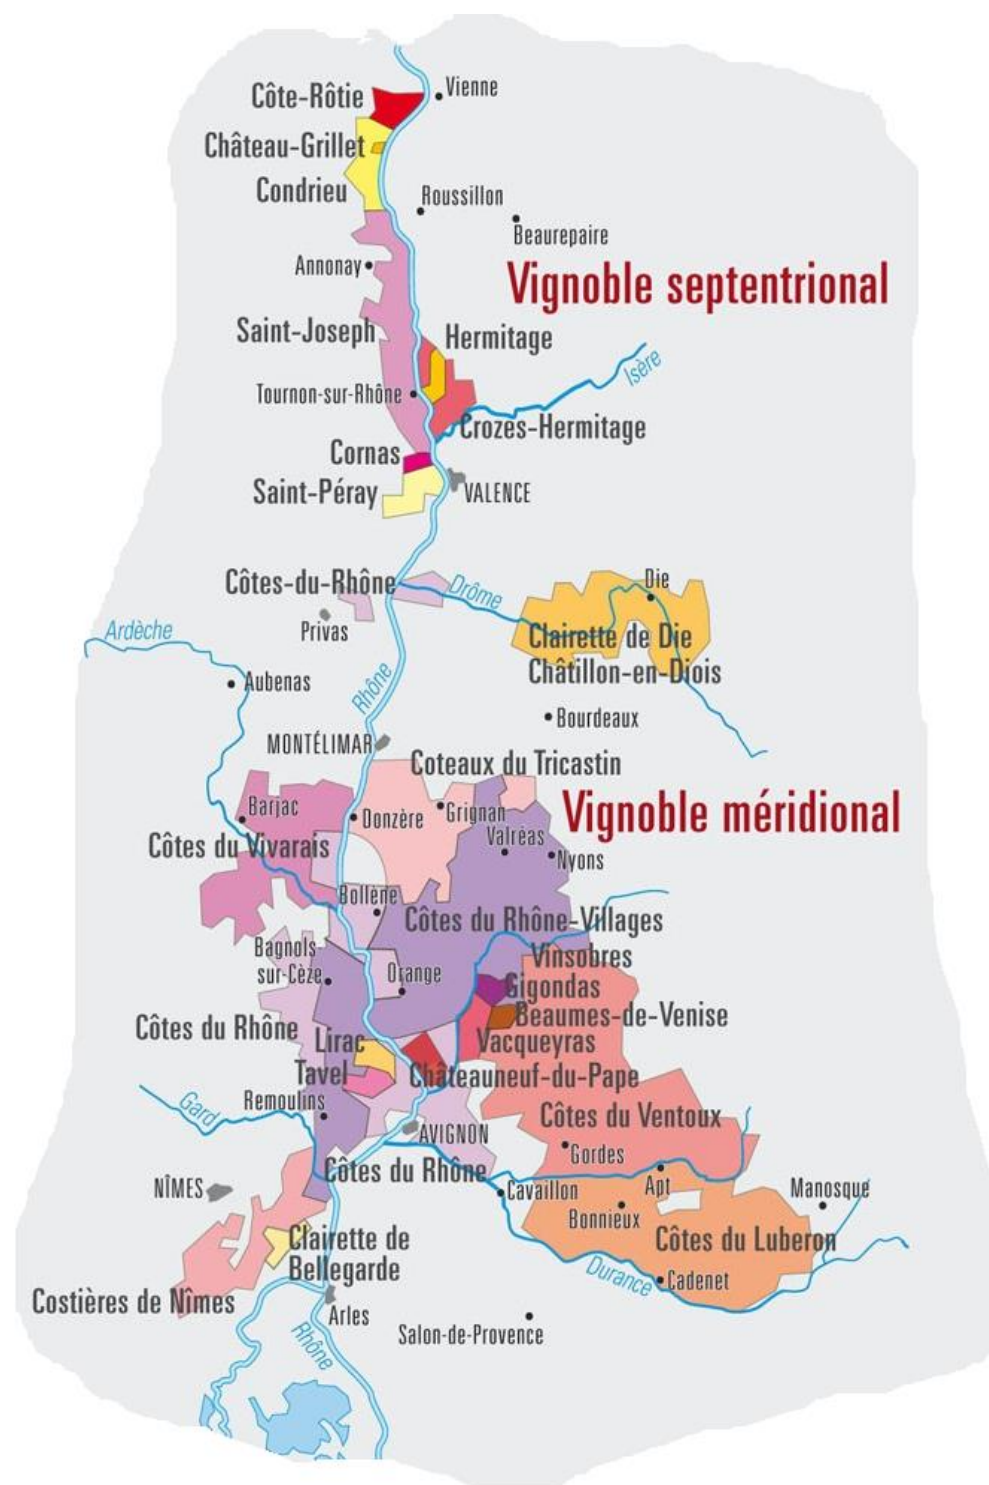 Vienne
Côte-Rôtie
Château-Grillet
Condrieu
Roussillon
Beaurepaire
Annonay
Vignoble septentrional
Saint-Joseph
Hermitage
Isère
Tournon-sur-Rhône
Crozes-Hermitage
Cornas
Saint-Péray
VALENCE
Côtes-du-Rhône
Drôme
Die
Privas
Ardèche
Clairette de Die
Châtillon-en-Diois
Aubenas
Rhône
Bourdeaux
MONTÉLIMAR
Coteaux du Tricastin
Barjac
Donzère
Grignan
Vignoble méridional
Valréas
Côtes du Vivarais
Nyons
Bollène
Côtes du Rhône-Villages
Bagnols-
sur-Cèze
Orange
Vinsobres
Gigondas
Beaumes-de-Venise
Côtes du Rhône
Lirac
Vacqueyras
Tavel
Châteauneuf-du-Pape
Remoulins
Gard
Côtes du Ventoux
AVIGNON
Gordes
Côtes du Rhône
NÎMES
Cavaillon
Apt
Manosque
Bonnieux
Clairette de
Bellegarde
Côtes du Luberon
Durance
Cadenet
Costières de Nîmes
Arles
Rhône
Salon-de-Provence